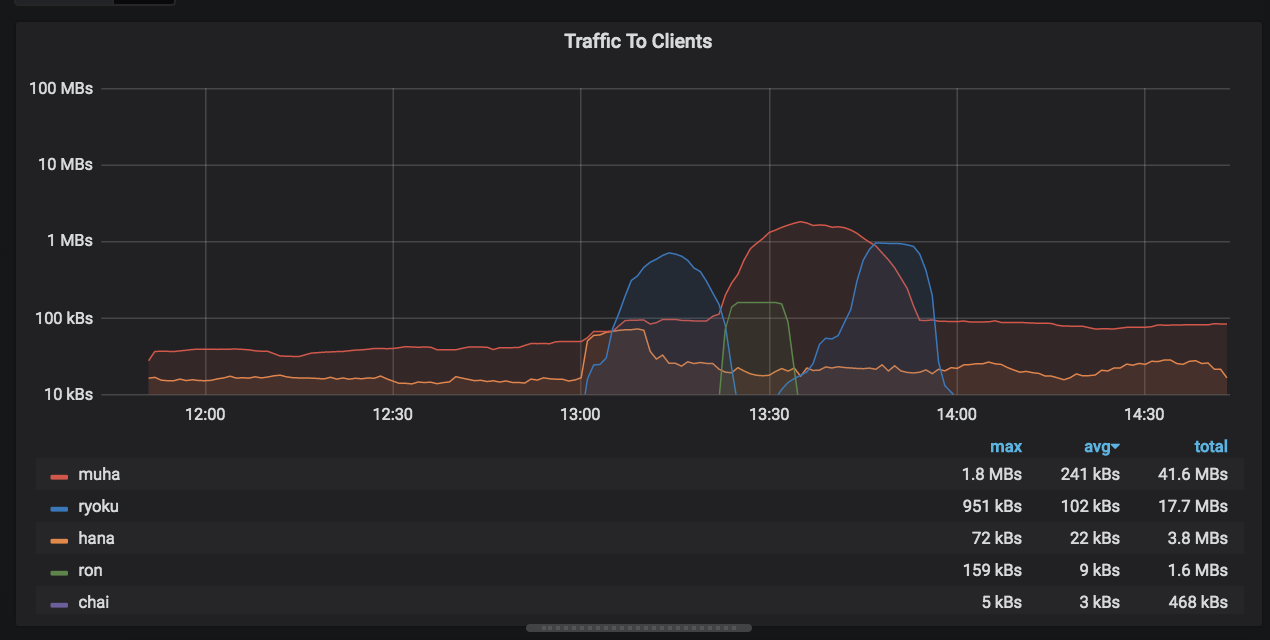 Traffic To Clients
100 MBs
10 MBs
1 MBs
100 kBs
10 kBs
12:00 12:30 13:00 13:30 14:00 14:30
max avg total
muha 1.8 MBs 241 kBs 41.6 MBs
ryoku 951 kBs 102 kBs 17.7 MBs
hana 72 kBs 22 kBs 3.8 MBs
ron 159 kBs 9 kBs 1.6 MBs
chai 5 kBs 3 kBs 468 kBs